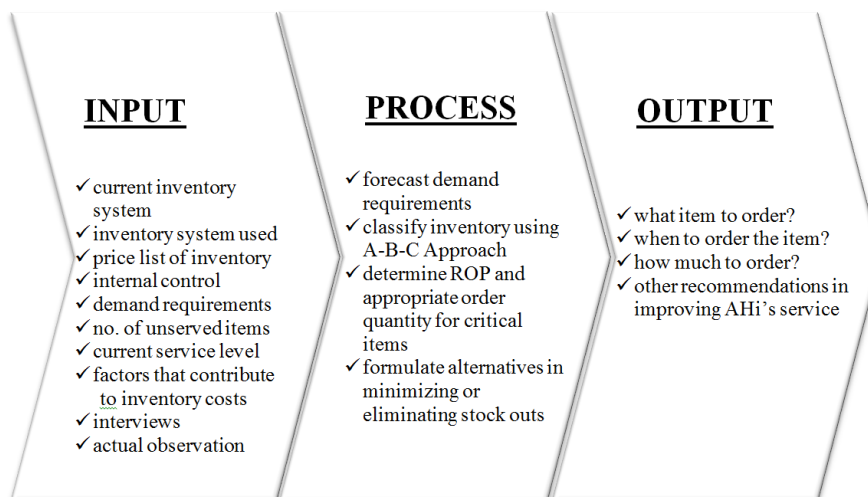 INPUT
✓ current inventory
system
✓ inventory system used
✓ price list of inventory
✓ internal control
✓ demand requirements
✓ no. of unserved items
✓ current service level
✓ factors that contribute
to inventory costs
✓ interviews
✓ actual observation
PROCESS
✓ forecast demand
requirements
✓ classify inventory using
A-B-C Approach
✓ determine ROP and
appropriate order
quantity for critical
items
✓ formulate alternatives in
minimizing or
eliminating stock outs
OUTPUT
✓ what item to order?
✓ when to order the item?
✓ how much to order?
✓ other recommendations in
improving AHi’s service